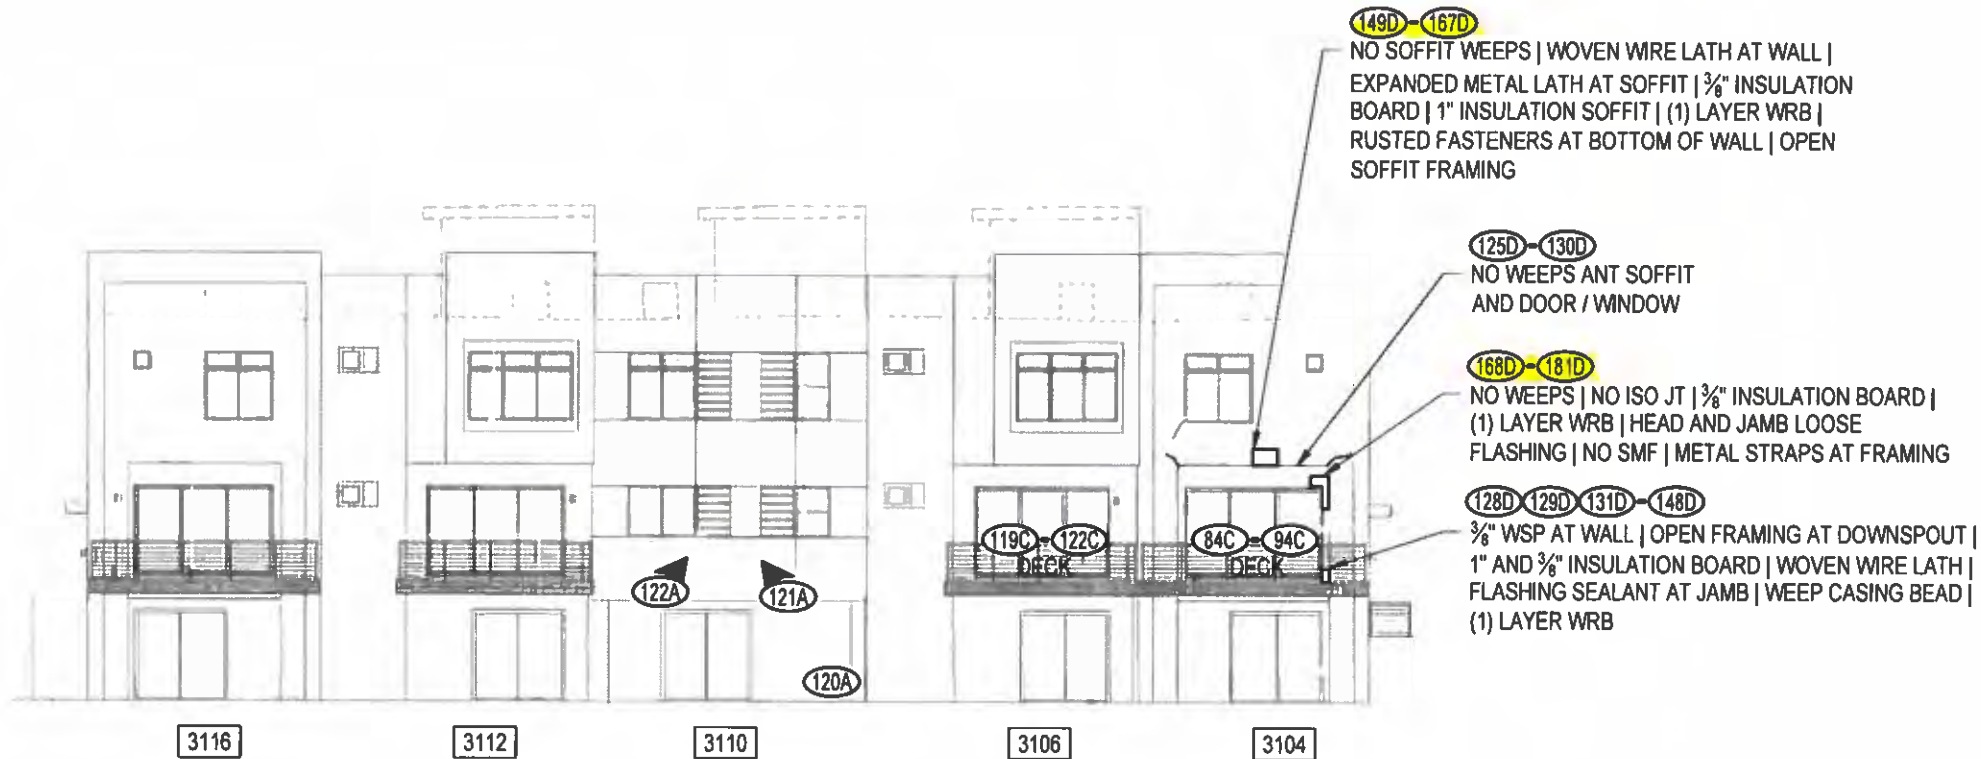 149D-167D
NO SOFFIT WEEPS | WOVEN WIRE LATH AT WALL |
EXPANDED METAL LATH AT SOFFIT | ⅜" INSULATION
BOARD | 1" INSULATION SOFFIT | (1) LAYER WRB |
RUSTED FASTENERS AT BOTTOM OF WALL | OPEN
SOFFIT FRAMING
125D-130D
NO WEEPS ANT SOFFIT
AND DOOR / WINDOW
168D-181D
NO WEEPS | NO ISO JT | ⅜" INSULATION BOARD |
(1) LAYER WRB | HEAD AND JAMB LOOSE
FLASHING | NO SMF | METAL STRAPS AT FRAMING
128D 129D 131D-148D
⅜" WSP AT WALL | OPEN FRAMING AT DOWNSPOUT |
1" AND ⅜" INSULATION BOARD | WOVEN WIRE LATH |
FLASHING SEALANT AT JAMB | WEEP CASING BEAD |
(1) LAYER WRB
119C-122C
DECK
84C-94C
DECK
122A
121A
120A
3116
3112
3110
3106
3104